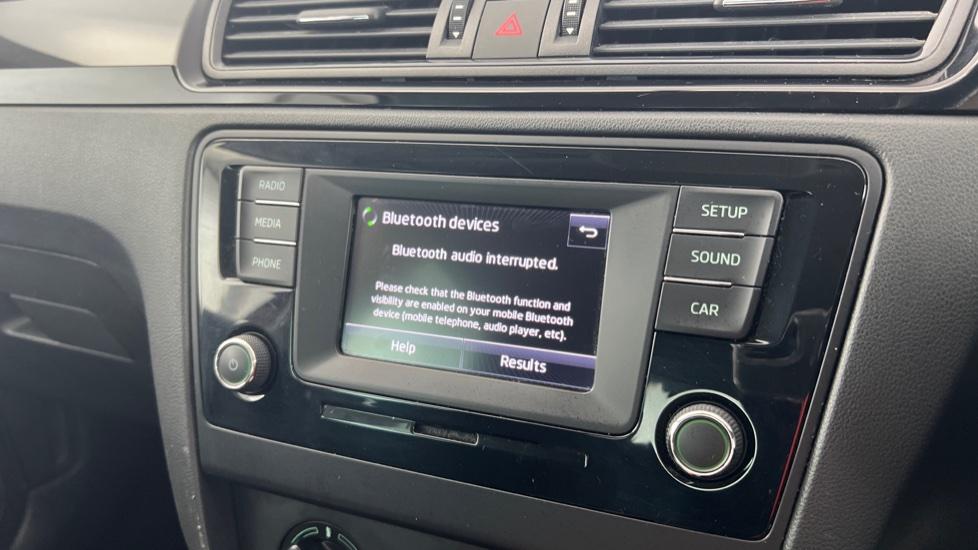 RADIO
MEDIA
PHONE
Bluetooth devices
Bluetooth audio interrupted.
Please check that the Bluetooth function and
visibility are enabled on your mobile Bluetooth
device (mobile telephone, audio player, etc).
Help
Results
SETUP
SOUND
CAR